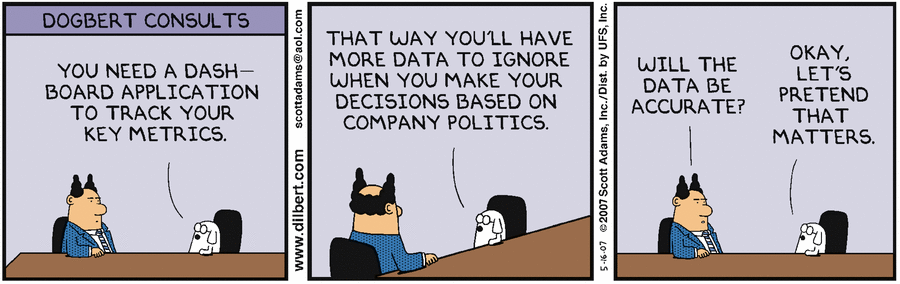 DOGBERT CONSULTS
YOU NEED A DASH—
BOARD APPLICATION
TO TRACK YOUR
KEY METRICS.
www.dilbert.com scottadams@aol.com
THAT WAY YOU'LL HAVE
MORE DATA TO IGNORE
WHEN YOU MAKE YOUR
DECISIONS BASED ON
COMPANY POLITICS.
5-16-07 ©2007 Scott Adams, Inc./Dist. by UFS, Inc.
WILL THE
DATA BE
ACCURATE?
OKAY,
LET'S
PRETEND
THAT
MATTERS.